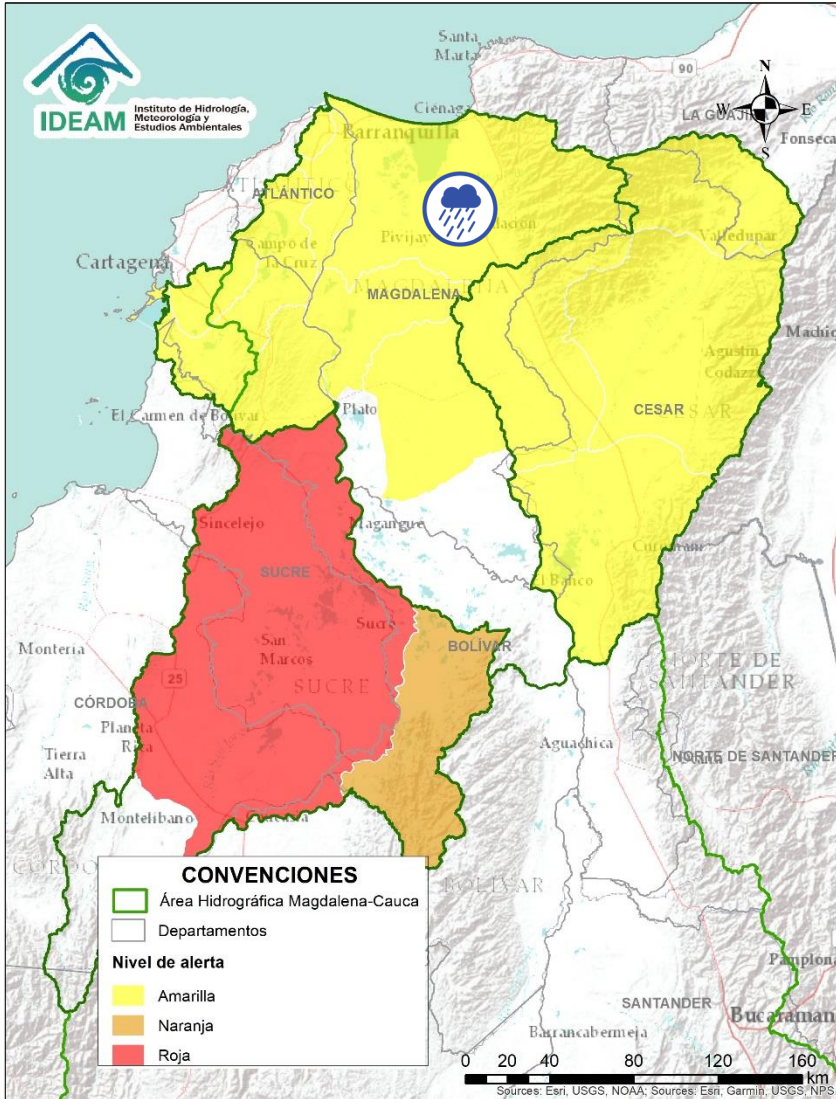 IDEAM
Instituto de Hidrología,
Meteorología y
Estudios Ambientales
Santa
Marta
90
N
W
E
S
LA GUAJIRA
Fonseca
Ciénaga
Barranquilla
ATLÁNTICO
Pivijay
Valledupar
Campo de
la Cruz
Cartagena
MAGDALENA
Agustín
Codazzi
CESAR
El Carmen de Bolívar
Plato
Sincelejo
Magangue
Curumani
SUCRE
El Banco
Sucre
BOLÍVAR
Montería
San
Marcos
SUCRE
NORTE DE
SANTANDER
25
CÓRDOBA
Planeta
Rica
Aguachica
NORTE DE SANTANDER
Tierra
Alta
Montelíbano
Caucasia
BOLÍVAR
CONVENCIONES
Área Hidrográfica Magdalena-Cauca
Departamentos
Nivel de alerta
Amarilla
Naranja
Roja
Pamplona
SANTANDER
Bucaraman
Barrancabermeja
0 20 40 80 120 160
km
Sources: Esri, USGS, NOAA; Sources: Esri, Garmin, USGS, NPS